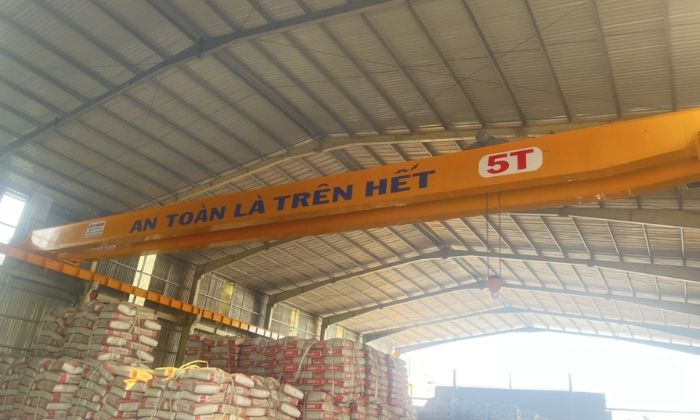 AN TOÀN LÀ TRÊN HẾT
5T